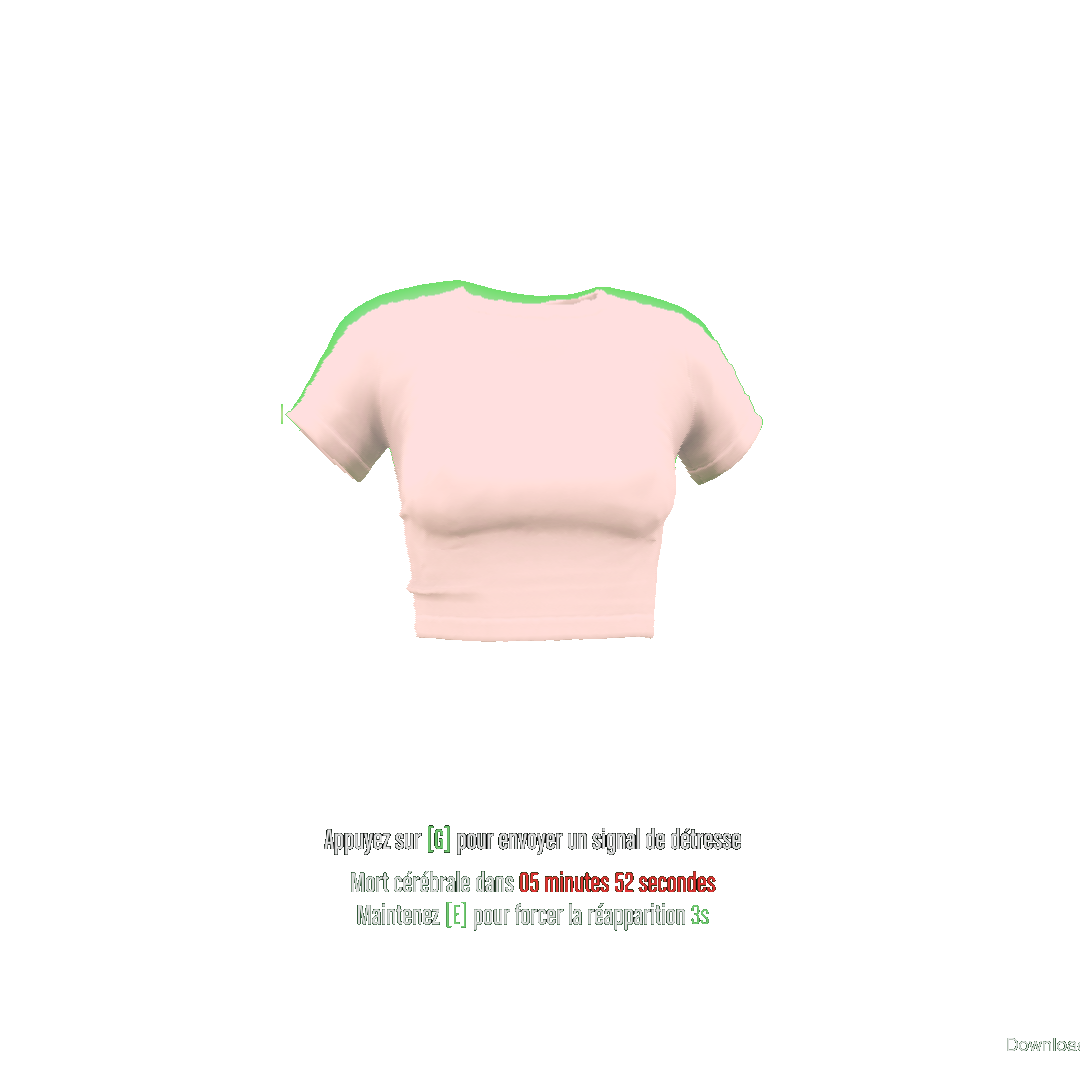 Appuyez sur [G] pour envoyer un signal de détresse
Mort cérébrale dans 05 minutes 52 secondes
Maintenez [E] pour forcer la réapparition 3s